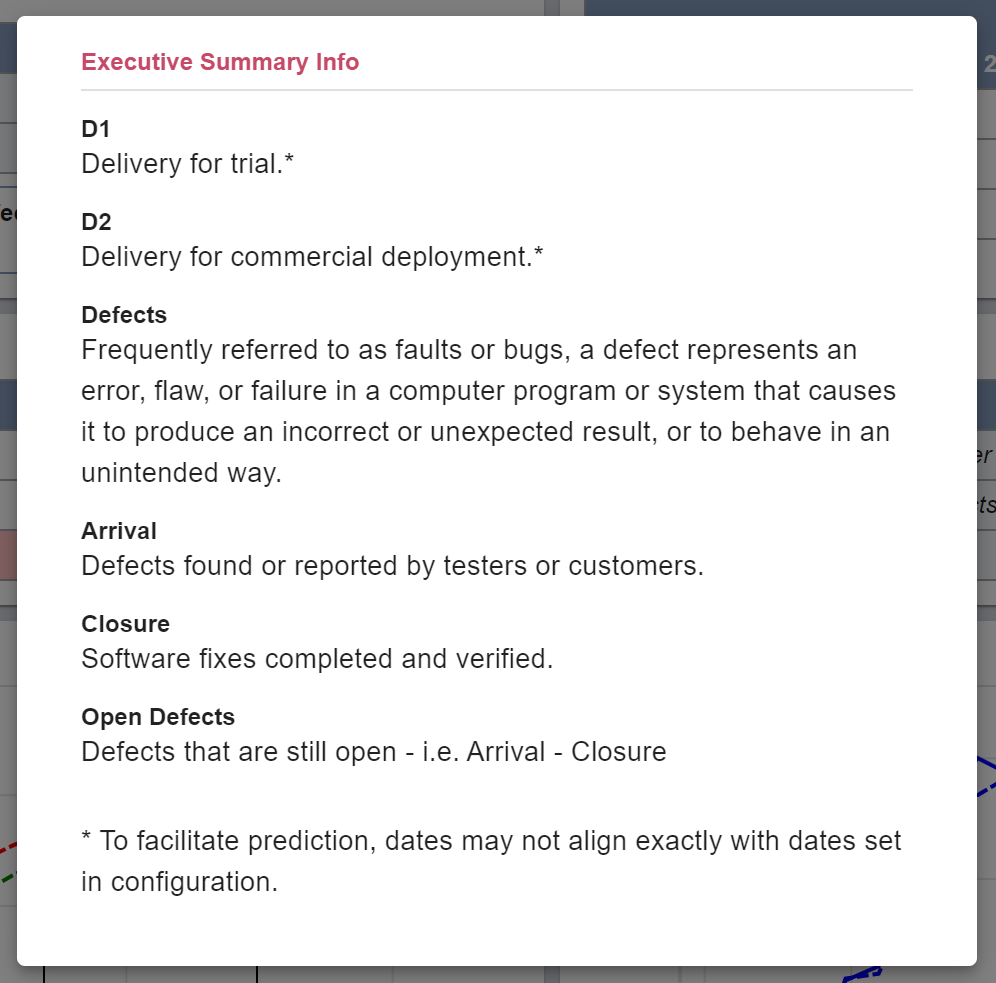 Executive Summary Info
D1
Delivery for trial.*
D2
Delivery for commercial deployment.*
Defects
Frequently referred to as faults or bugs, a defect represents an
error, flaw, or failure in a computer program or system that causes
it to produce an incorrect or unexpected result, or to behave in an
unintended way.
Arrival
Defects found or reported by testers or customers.
Closure
Software fixes completed and verified.
Open Defects
Defects that are still open - i.e. Arrival - Closure
* To facilitate prediction, dates may not align exactly with dates set
in configuration.